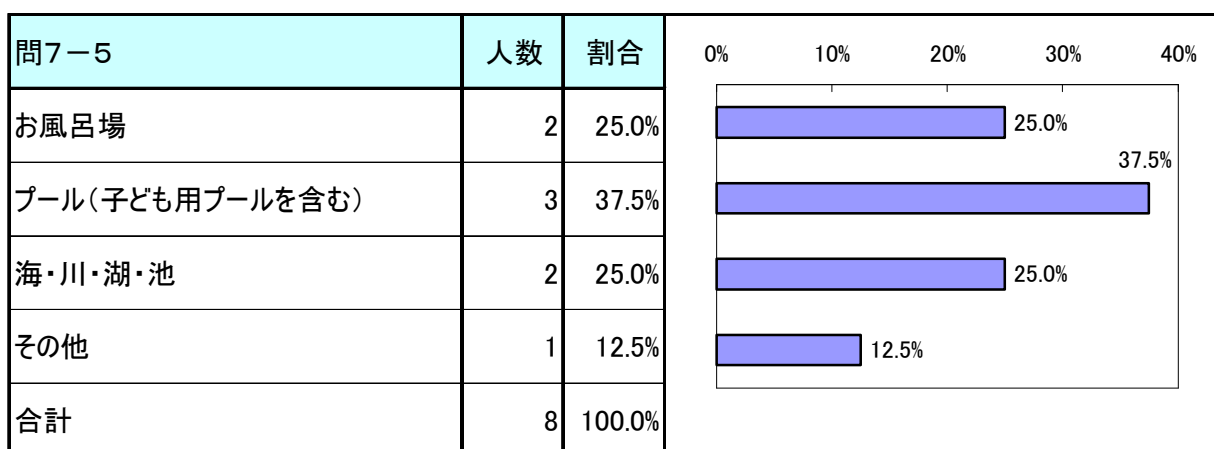 問7-5 人数 割合
お風呂場 2 25.0%
プール(子ども用プールを含む) 3 37.5%
海・川・湖・池 2 25.0%
その他 1 12.5%
合計 8 100.0%
0% 10% 20% 30% 40%
25.0%
37.5%
25.0%
12.5%